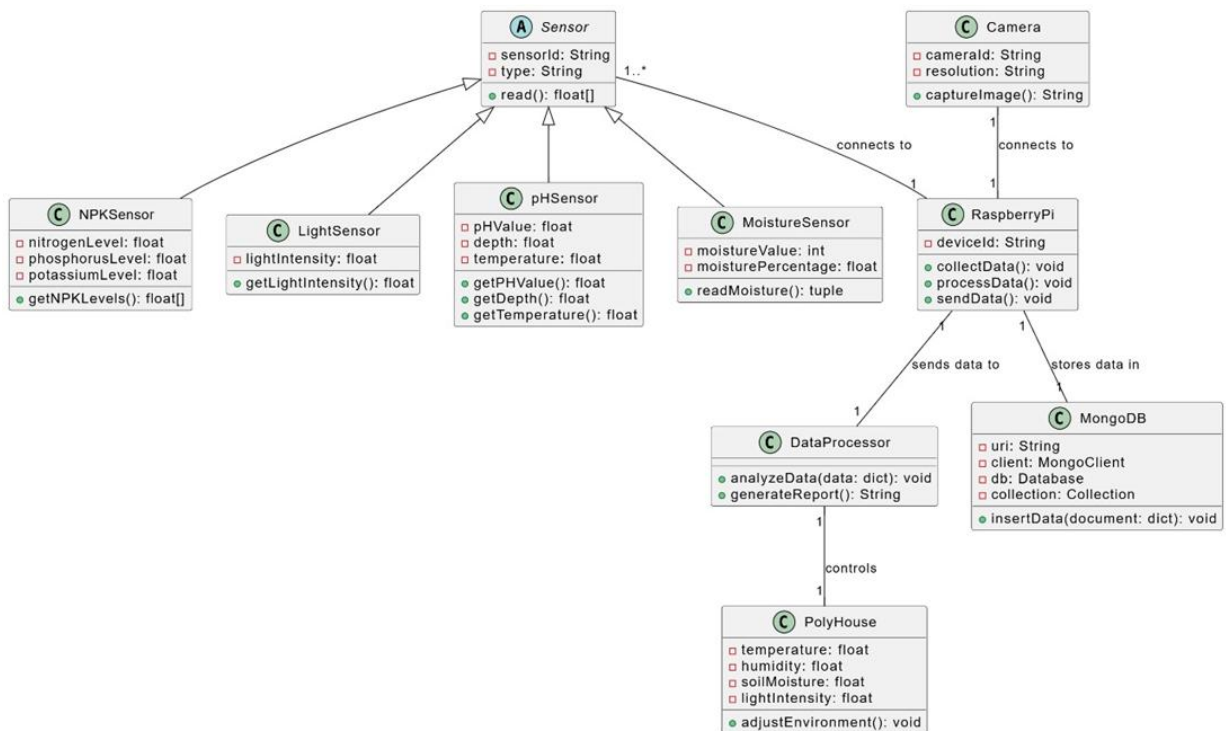 A Sensor
sensorId: String
type: String
read(): float[]
C Camera
cameraId: String
resolution: String
captureImage(): String
1..*
connects to
1
1
connects to
1
C NPKSensor
nitrogenLevel: float
phosphorusLevel: float
potassiumLevel: float
getNPKLevels(): float[]
C LightSensor
lightIntensity: float
getLightIntensity(): float
C pHSensor
pHValue: float
depth: float
temperature: float
getPHValue(): float
getDepth(): float
getTemperature(): float
C MoistureSensor
moistureValue: int
moisturePercentage: float
readMoisture(): tuple
C RaspberryPi
deviceId: String
collectData(): void
processData(): void
sendData(): void
1
sends data to
1
1
stores data in
1
C DataProcessor
analyzeData(data: dict): void
generateReport(): String
C MongoDB
uri: String
client: MongoClient
db: Database
collection: Collection
insertData(document: dict): void
1
controls
1
C PolyHouse
temperature: float
humidity: float
soilMoisture: float
lightIntensity: float
adjustEnvironment(): void